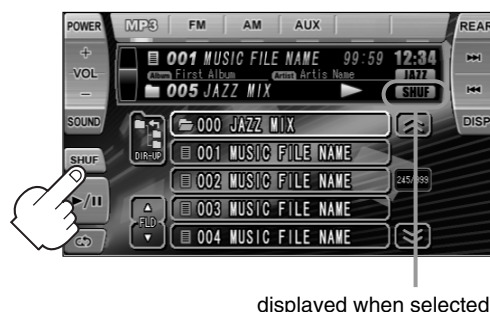 POWER MP3 FM AM AUX REAR
+ VOL –
001 MUSIC FILE NAME 99:59 12:34
Album First Album Artist Artis Name JAZZ
005 JAZZ MIX SHUF
SOUND DISP
000 JAZZ MIX
DIR-UP 001 MUSIC FILE NAME
SHUF
002 MUSIC FILE NAME 245/999
003 MUSIC FILE NAME
FLD
004 MUSIC FILE NAME
displayed when selected